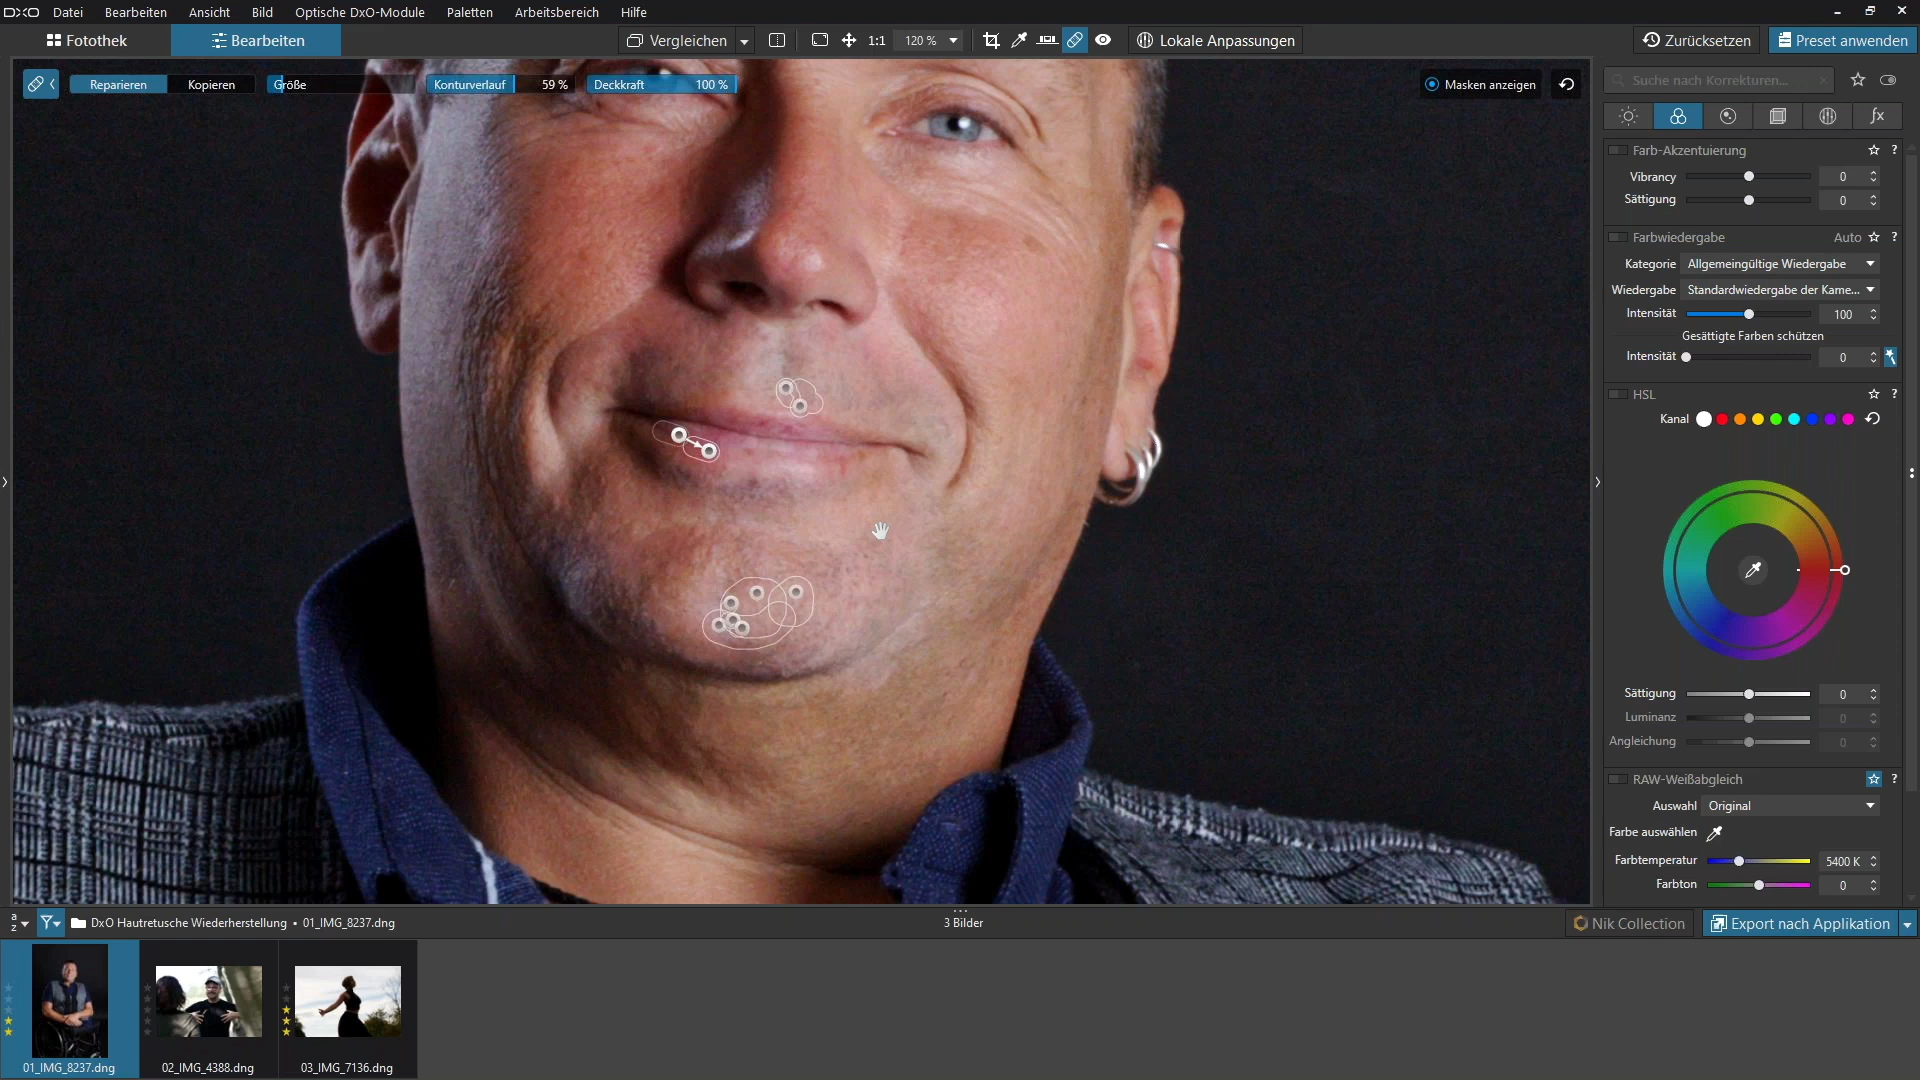 DXO Datei Bearbeiten Ansicht Bild Optische DxO-Module Paletten Arbeitsbereich Hilfe
Fotothek Bearbeiten Vergleichen 1:1 120 % Lokale Anpassungen Zurücksetzen Preset anwenden
Reparieren Kopieren Größe Konturverlauf 59 % Deckkraft 100 % Masken anzeigen
Suche nach Korrekturen...
fx
Farb-Akzentuierung ?
Vibrancy 0
Sättigung 0
Farbwiedergabe Auto ?
Kategorie Allgemeingültige Wiedergabe
Wiedergabe Standardwiedergabe der Kame...
Intensität 100
Gesättigte Farben schützen
Intensität 0
HSL ?
Kanal
Sättigung 0
Luminanz 0
Angleichung 0
RAW-Weißabgleich ?
Auswahl Original
Farbe auswählen
Farbtemperatur 5400 K
Farbton 0
a
z
DxO Hautretusche Wiederherstellung • 01_IMG_8237.dng 3 Bilder Nik Collection Export nach Applikation
01_IMG_8237.dng 02_IMG_4388.dng 03_IMG_7136.dng